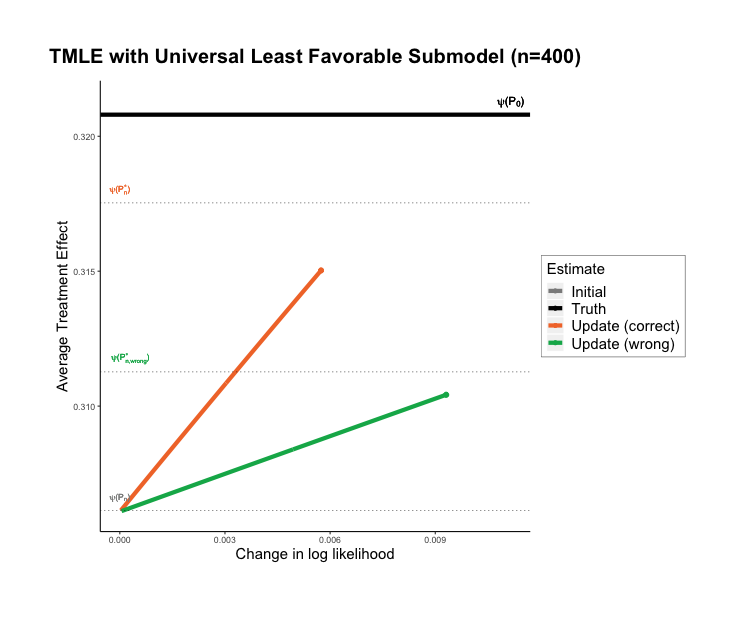 TMLE with Universal Least Favorable Submodel (n=400)
ψ(P₀)
0.320
ψ(Pₙ*)
0.315
Average Treatment Effect
Estimate
Initial
Truth
Update (correct)
Update (wrong)
ψ(P*n,wrong)
0.310
ψ(Pₙ)
0.000
0.003
0.006
0.009
Change in log likelihood